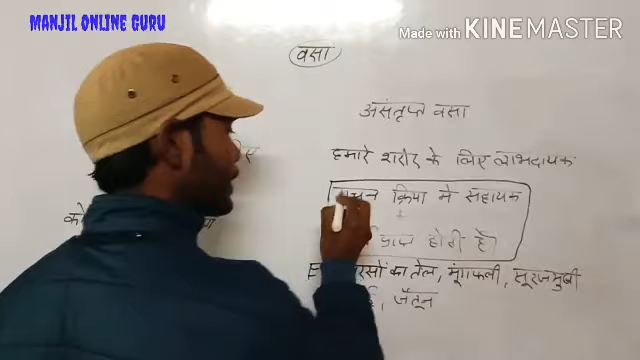 MANJIL ONLINE GURU
Made with KINEMASTER
वसा
असंतृप्त वसा
हमारे शरीर के लिए लाभदायक
पाचन क्रिया मे सहायक
होती है।
सरसों का तेल, मूंगफली, सूरजमुखी
जैतून